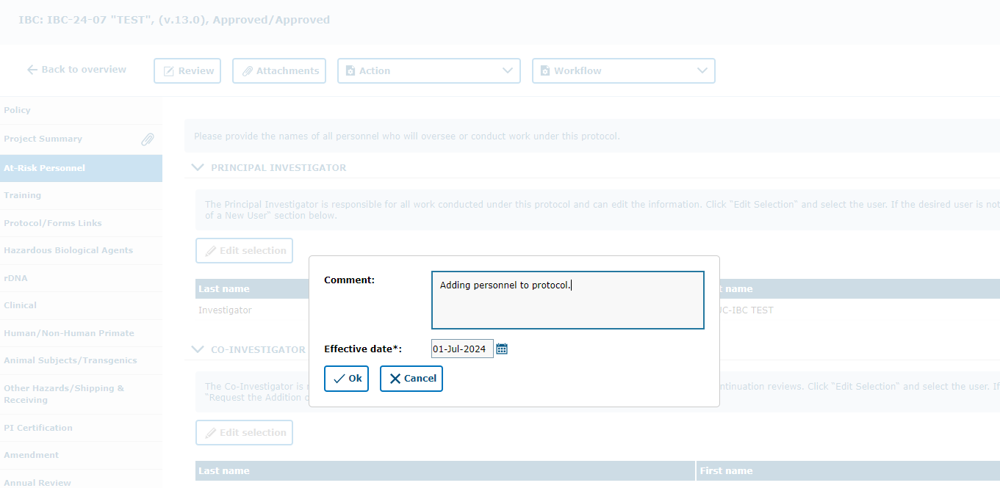 IBC: IBC-24-07 "TEST", (v.13.0), Approved/Approved
Back to overview
Review
Attachments
Action
Workflow
Policy
Project Summary
At-Risk Personnel
Training
Protocol/Forms Links
Hazardous Biological Agents
rDNA
Clinical
Human/Non-Human Primate
Animal Subjects/Transgenics
Other Hazards/Shipping &
Receiving
PI Certification
Amendment
Annual Review
Please provide the names of all personnel who will oversee or conduct work under this protocol.
PRINCIPAL INVESTIGATOR
The Principal Investigator is responsible for all work conducted under this protocol and can edit the information. Click "Edit Selection" and select the user. If the desired user is not
of a New User" section below.
Edit selection
Last name
t name
Investigator
UC-IBC TEST
Comment:
Adding personnel to protocol.
Effective date*:
01-Jul-2024
Ok
Cancel
CO-INVESTIGATOR
The Co-Investigator is
ntinuation reviews. Click "Edit Selection" and select the user. If
"Request the Addition
Edit selection
Last name
First name